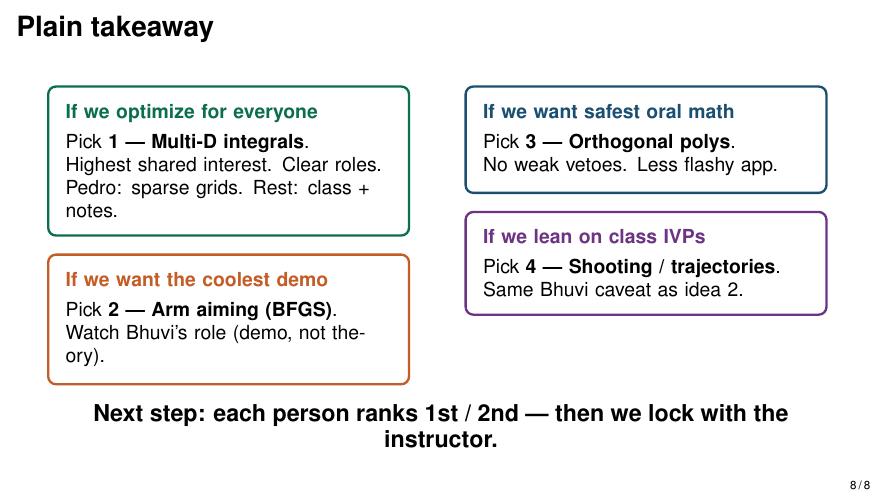 Plain takeaway
If we optimize for everyone
Pick 1 — Multi-D integrals.
Highest shared interest. Clear roles.
Pedro: sparse grids. Rest: class +
notes.
If we want the coolest demo
Pick 2 — Arm aiming (BFGS).
Watch Bhuvi's role (demo, not the-
ory).
If we want safest oral math
Pick 3 — Orthogonal polys.
No weak vetoes. Less flashy app.
If we lean on class IVPs
Pick 4 — Shooting / trajectories.
Same Bhuvi caveat as idea 2.
Next step: each person ranks 1st / 2nd — then we lock with the
instructor.
8 / 8